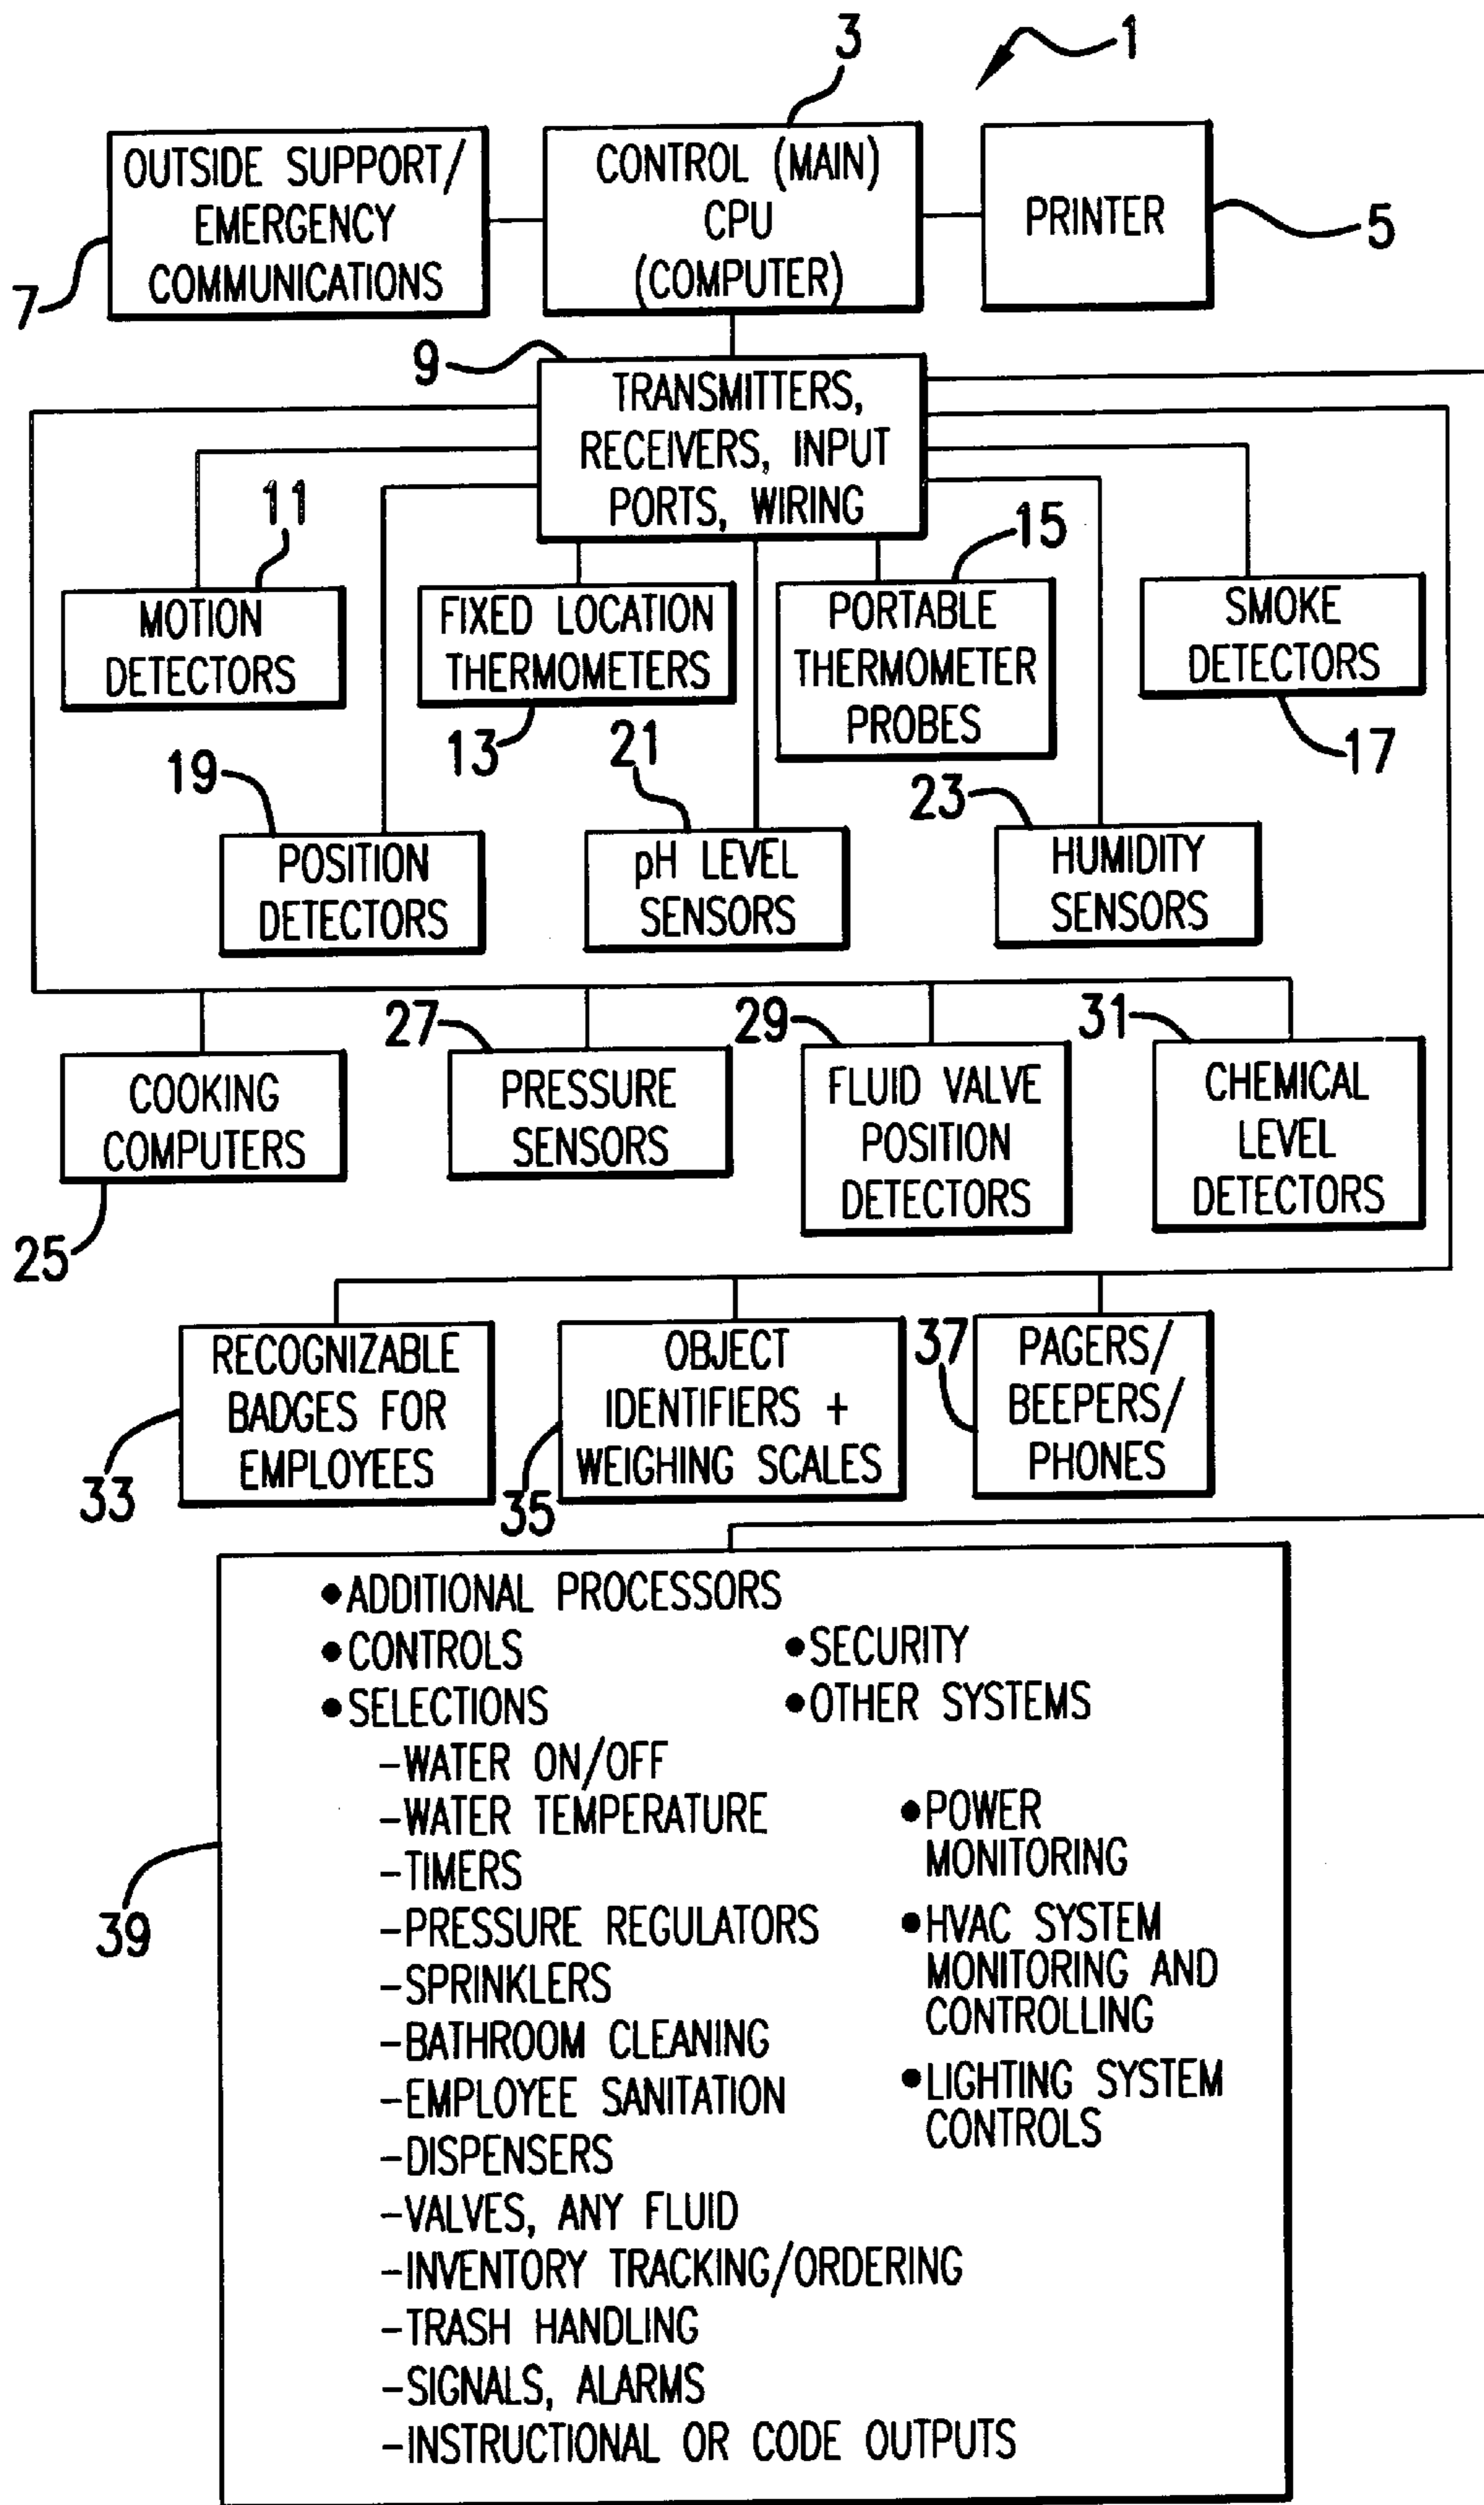 3
1
OUTSIDE SUPPORT/
EMERGENCY
COMMUNICATIONS
CONTROL (MAIN)
CPU
(COMPUTER)
PRINTER
5
7
9
TRANSMITTERS,
RECEIVERS, INPUT
PORTS, WIRING
11
15
MOTION
DETECTORS
FIXED LOCATION
THERMOMETERS
PORTABLE
THERMOMETER
PROBES
SMOKE
DETECTORS
13
21
17
19
23
POSITION
DETECTORS
pH LEVEL
SENSORS
HUMIDITY
SENSORS
27
29
31
COOKING
COMPUTERS
PRESSURE
SENSORS
FLUID VALVE
POSITION
DETECTORS
CHEMICAL
LEVEL
DETECTORS
25
RECOGNIZABLE
BADGES FOR
EMPLOYEES
OBJECT
IDENTIFIERS +
WEIGHING SCALES
37
PAGERS/
BEEPERS/
PHONES
33
35
•ADDITIONAL PROCESSORS
•CONTROLS
•SELECTIONS
-WATER ON/OFF
-WATER TEMPERATURE
-TIMERS
-PRESSURE REGULATORS
-SPRINKLERS
-BATHROOM CLEANING
-EMPLOYEE SANITATION
-DISPENSERS
-VALVES, ANY FLUID
-INVENTORY TRACKING/ORDERING
-TRASH HANDLING
-SIGNALS, ALARMS
-INSTRUCTIONAL OR CODE OUTPUTS
•SECURITY
•OTHER SYSTEMS
•POWER
MONITORING
•HVAC SYSTEM
MONITORING AND
CONTROLLING
•LIGHTING SYSTEM
CONTROLS
39